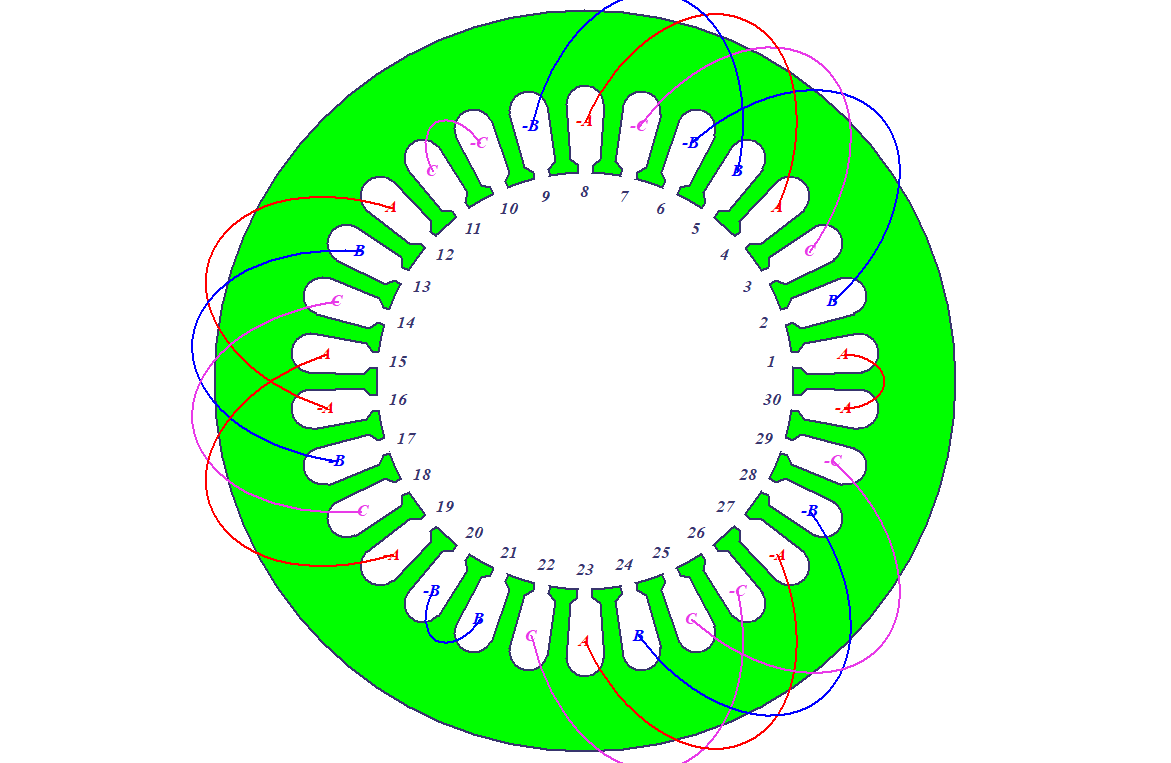 -B -A -C
-C -B
C B
9 8 7
A 10 6 A
11 5
B 12 4 C
13 3
C B
14 2
A 15 1 A
-A 16 30 -A
17 29
-B -C
18 28
C 19 27 -B
20 26
-A 21 25 -A
22 23 24
-B -C
B C
C A B